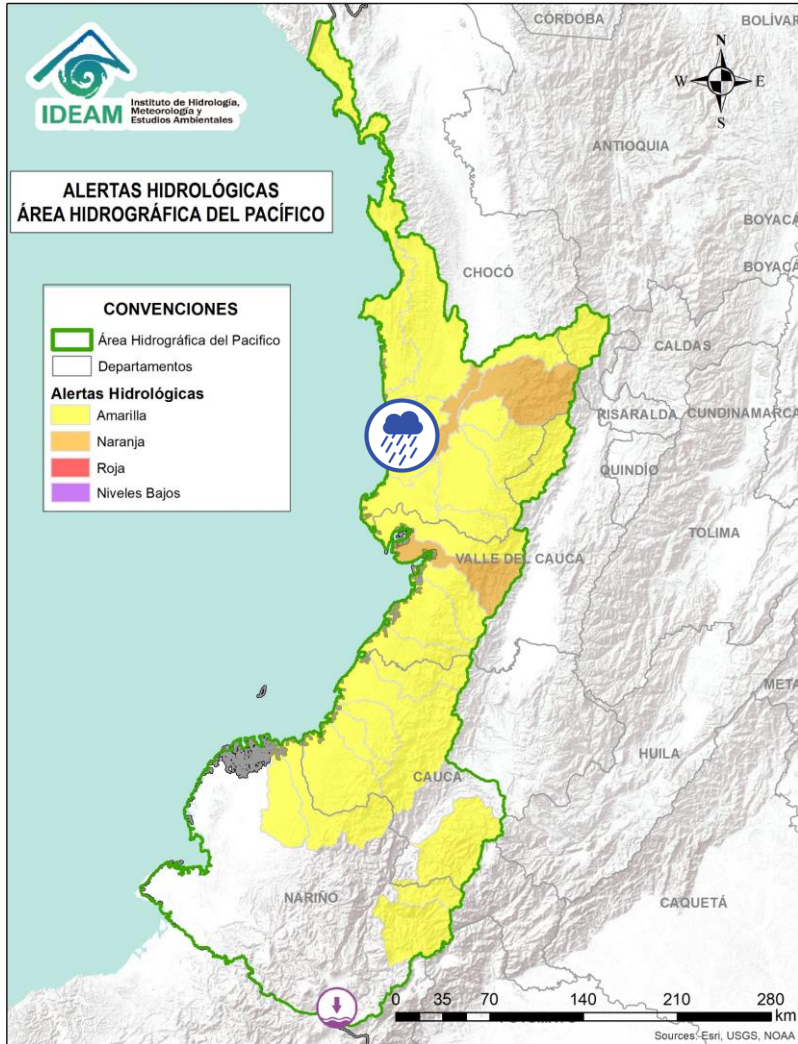 IDEAM
Instituto de Hidrología,
Meteorología y
Estudios Ambientales
CÓRDOBA
BOLÍVAR
N
W
E
S
ANTIOQUIA
ALERTAS HIDROLÓGICAS
ÁREA HIDROGRÁFICA DEL PACÍFICO
BOYACÁ
BOYACÁ
CHOCÓ
CONVENCIONES
Área Hidrográfica del Pacífico
Departamentos
Alertas Hidrológicas
Amarilla
Naranja
Roja
Niveles Bajos
CALDAS
RISARALDA
CUNDINAMARCA
QUINDÍO
TOLIMA
VALLE DEL CAUCA
META
HUILA
CAUCA
NARIÑO
CAQUETÁ
0 35 70 140 210 280
km
Sources: Esri, USGS, NOAA